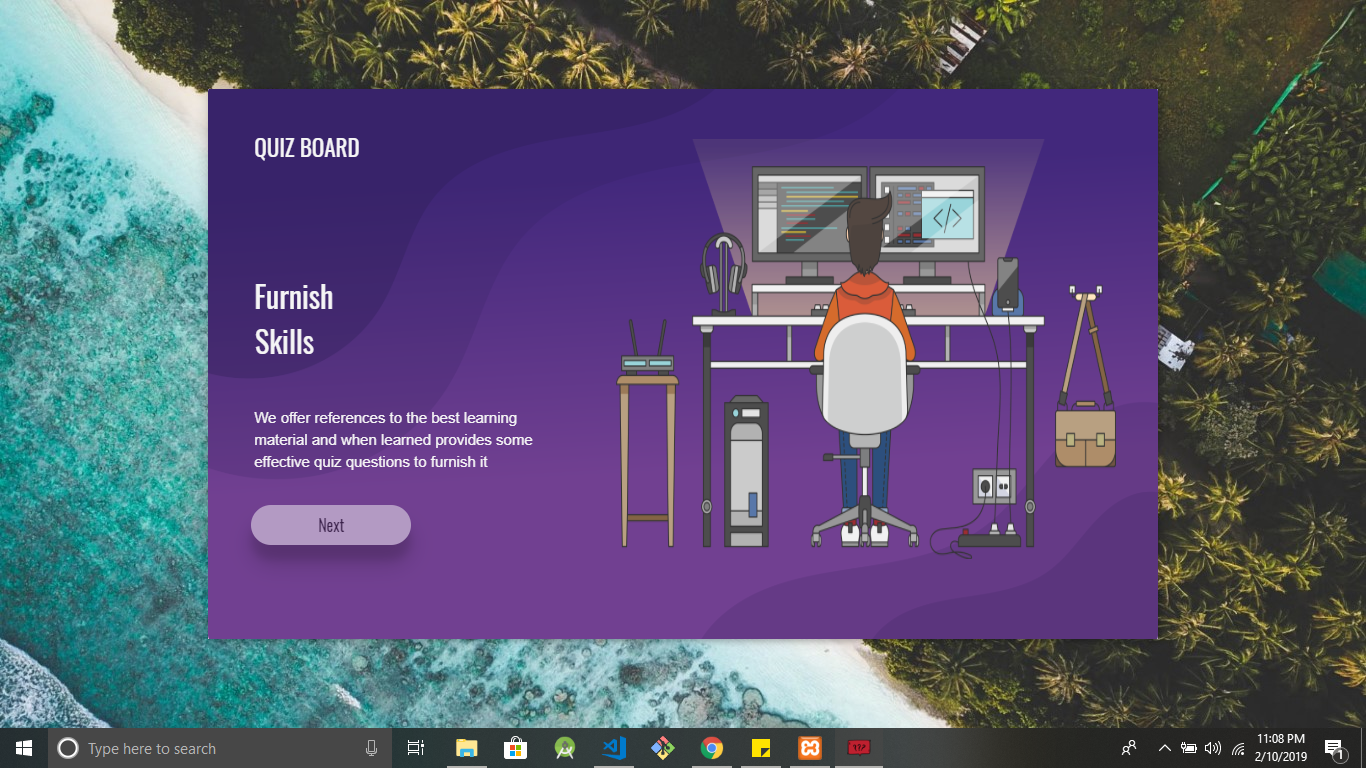 QUIZ BOARD
Furnish
Skills
We offer references to the best learning
material and when learned provides some
effective quiz questions to furnish it
Next
</>
Type here to search
11:08 PM
2/10/2019
1